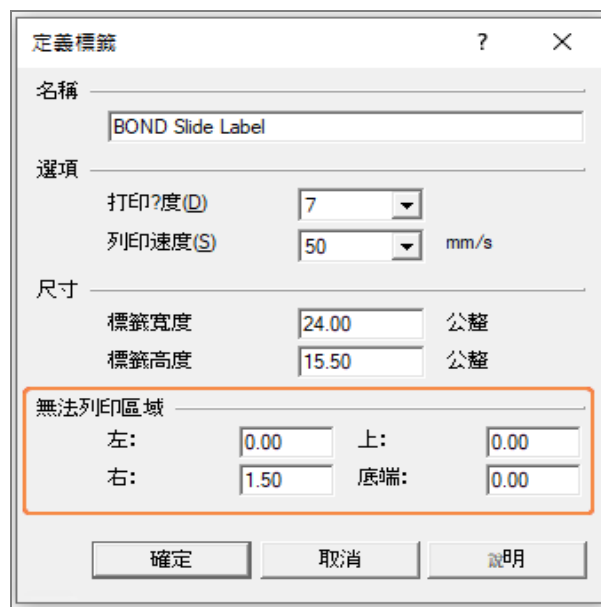 定義標籤 ?
名稱
BOND Slide Label
選項
打印?度(D) 7
列印速度(S) 50 mm/s
尺寸
標籤寬度 24.00 公釐
標籤高度 15.50 公釐
無法列印區域
左: 0.00 上: 0.00
右: 1.50 底端: 0.00
確定 取消 說明